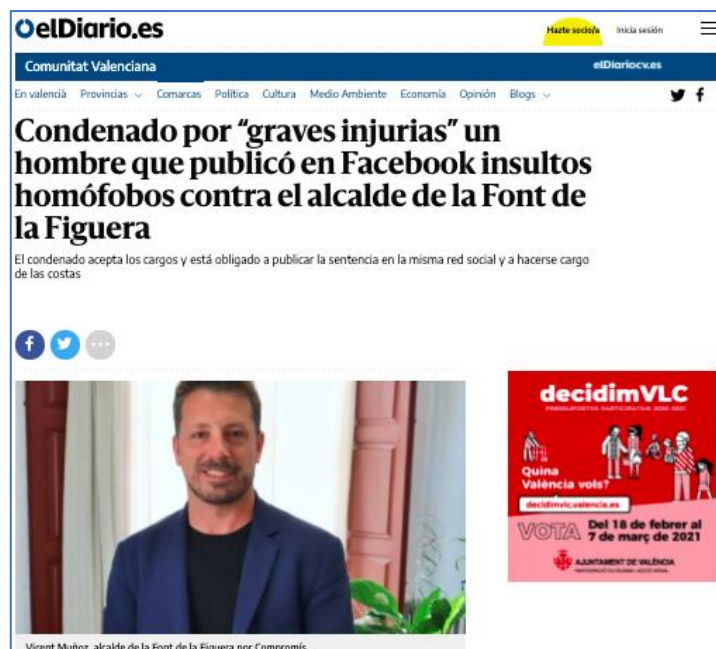 elDiario.es
Hazte socio/a
Inicia sesión
Comunitat Valenciana
elDiariocv.es
En valencià Provincias Comarcas Política Cultura Medio Ambiente Economía Opinión Blogs
Condenado por “graves injurias” un
hombre que publicó en Facebook insultos
homófobos contra el alcalde de la Font de
la Figuera
El condenado acepta los cargos y está obligado a publicar la sentencia en la misma red social y a hacerse cargo
de las costas
decidimVLC
PRESSUPOSTOS PARTICIPATIUS 2020-2021
Quina
València vols?
decidimvlc.valencia.es
VOTA Del 18 de febrer al
7 de març de 2021
AJUNTAMENT DE VALÈNCIA
Vicent Muñoz, alcalde de la Font de la Figuera por Compromís